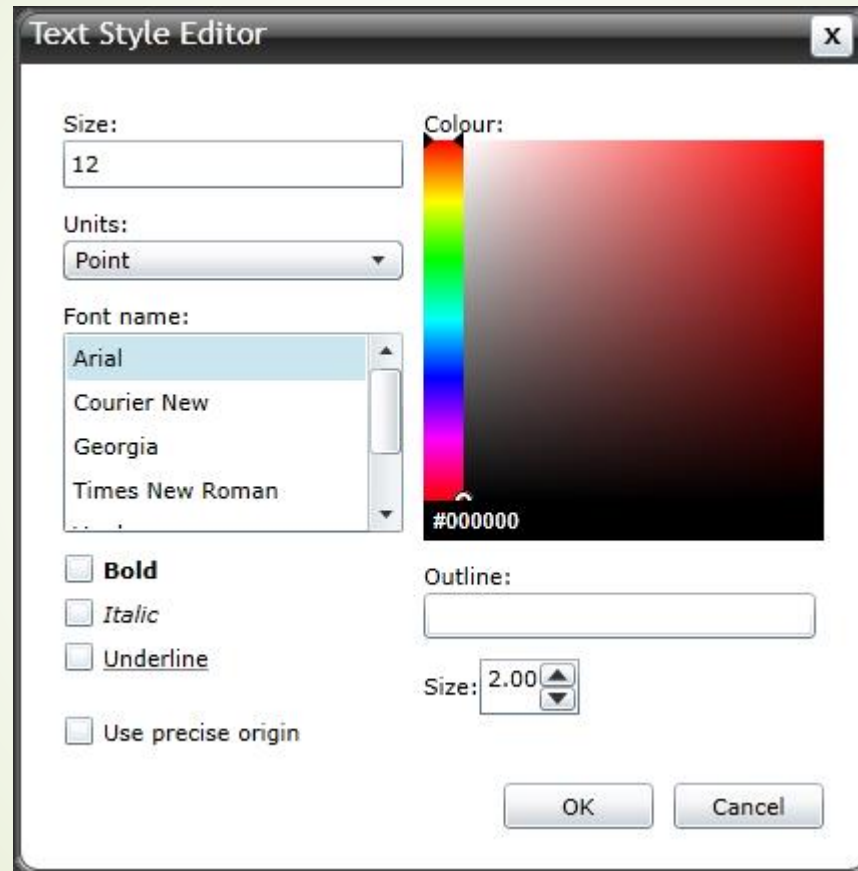 Text Style Editor
X
Size:
12
Units:
Point
Font name:
Arial
Courier New
Georgia
Times New Roman
Bold
Italic
Underline
Use precise origin
Colour:
#000000
Outline:
Size: 2.00
OK
Cancel